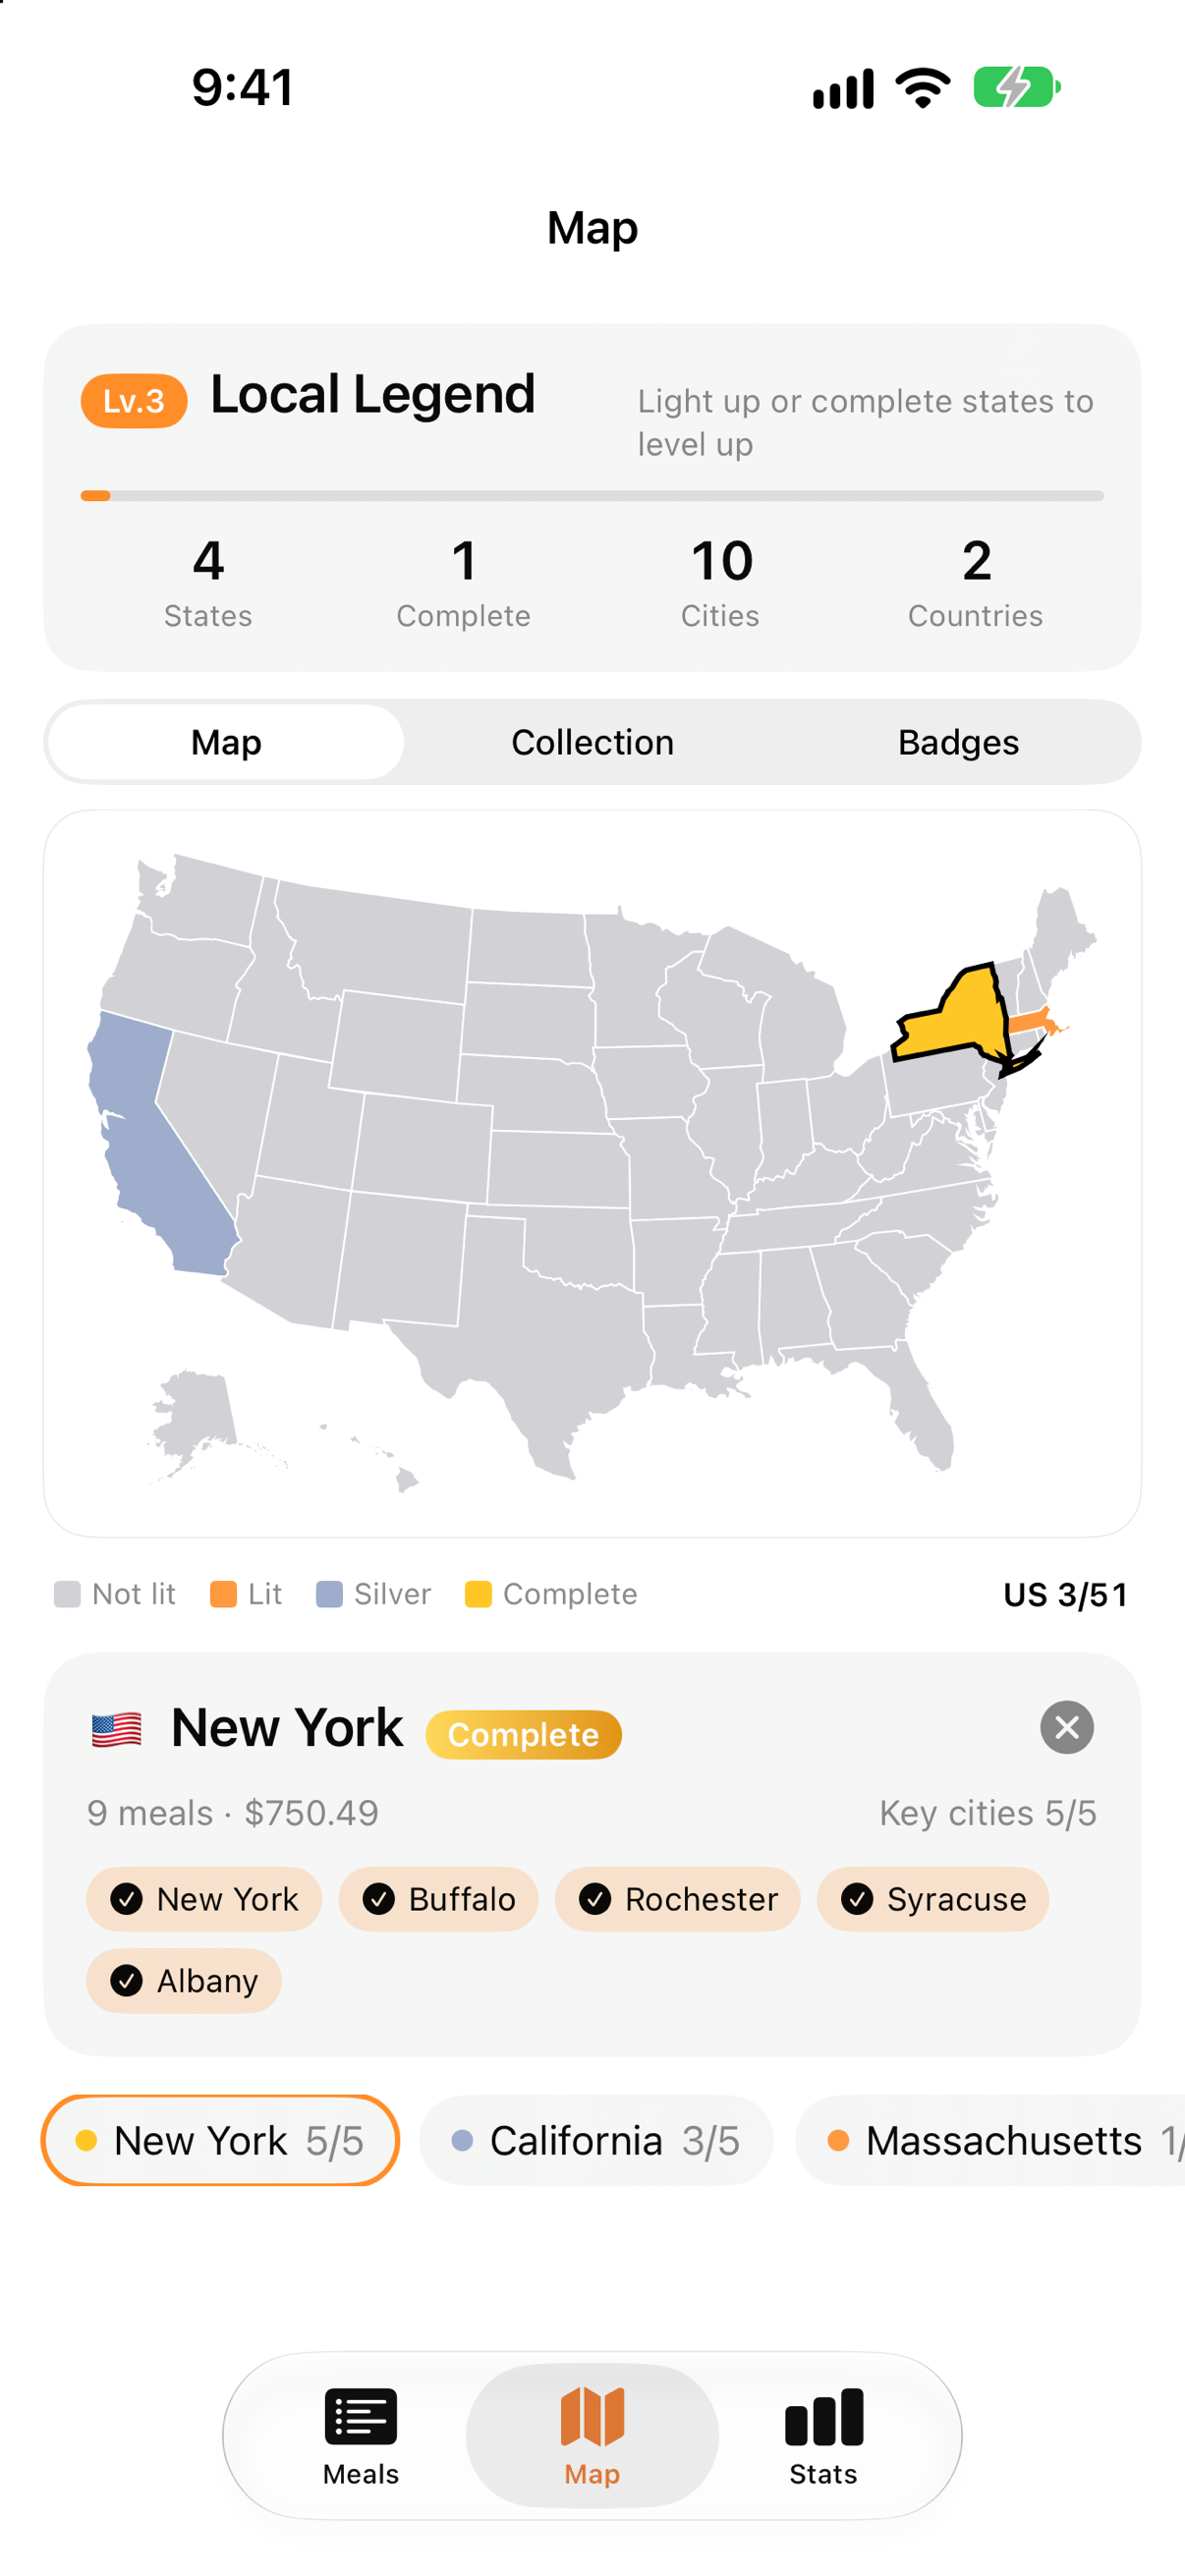 9:41
Map
Lv.3 Local Legend
Light up or complete states to
level up
4 1 10 2
States Complete Cities Countries
Map Collection Badges
Not lit Lit Silver Complete US 3/51
New York Complete
9 meals · $750.49 Key cities 5/5
New York Buffalo Rochester Syracuse
Albany
New York 5/5 California 3/5 Massachusetts 1/
Meals Map Stats